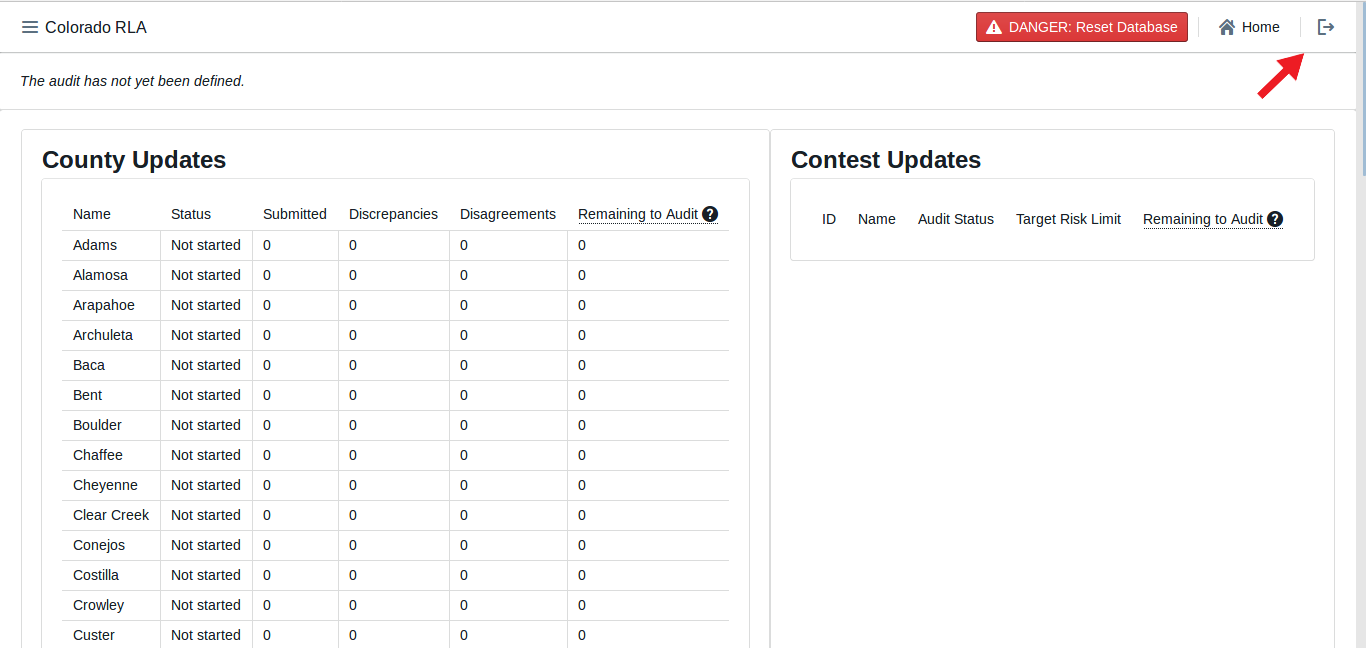 Colorado RLA DANGER: Reset Database Home
The audit has not yet been defined.
County Updates
Name Status Submitted Discrepancies Disagreements Remaining to Audit ?
Adams Not started 0 0 0 0
Alamosa Not started 0 0 0 0
Arapahoe Not started 0 0 0 0
Archuleta Not started 0 0 0 0
Baca Not started 0 0 0 0
Bent Not started 0 0 0 0
Boulder Not started 0 0 0 0
Chaffee Not started 0 0 0 0
Cheyenne Not started 0 0 0 0
Clear Creek Not started 0 0 0 0
Conejos Not started 0 0 0 0
Costilla Not started 0 0 0 0
Crowley Not started 0 0 0 0
Custer Not started 0 0 0 0
Contest Updates
ID Name Audit Status Target Risk Limit Remaining to Audit ?